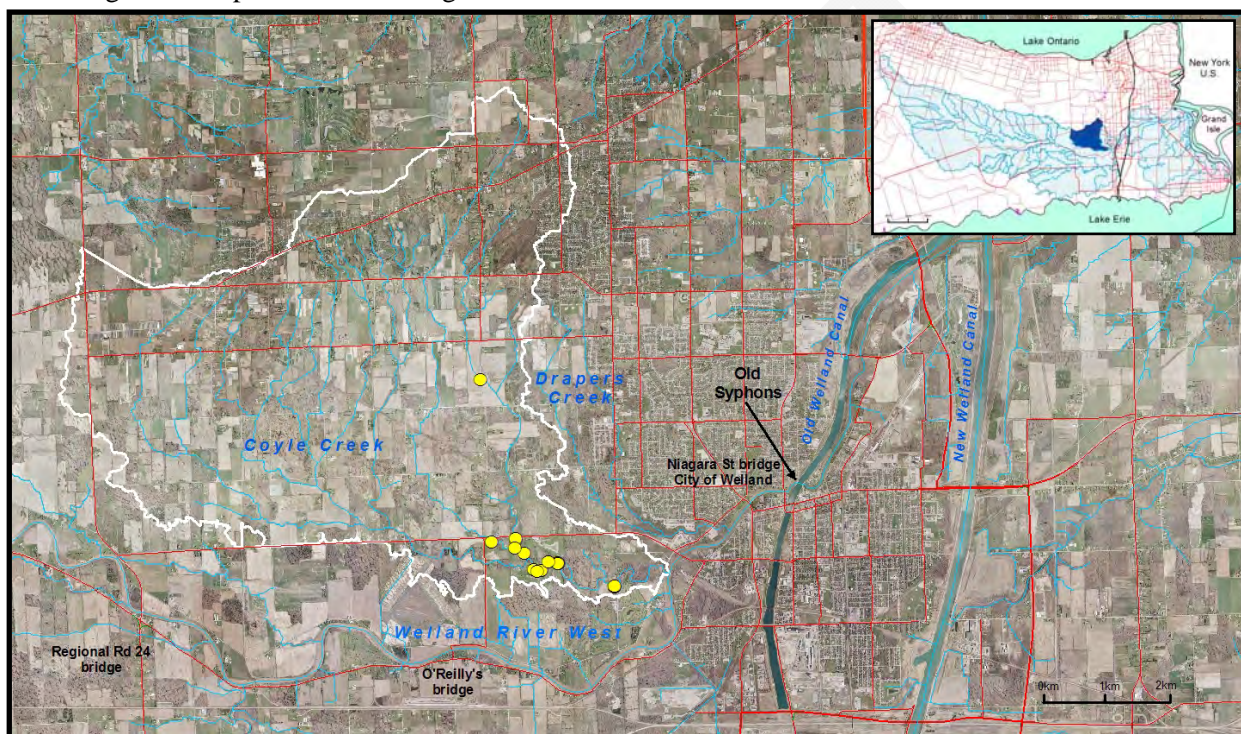 Lake Ontario
New York
U.S.
Grand
Isle
Lake Erie
Old Welland Canal
New Welland Canal
Drapers
Creek
Old
Syphons
Coyle Creek
Niagara St bridge
City of Welland
Welland River West
Regional Rd 24
bridge
O'Reilly's
bridge
0km 1km 2km